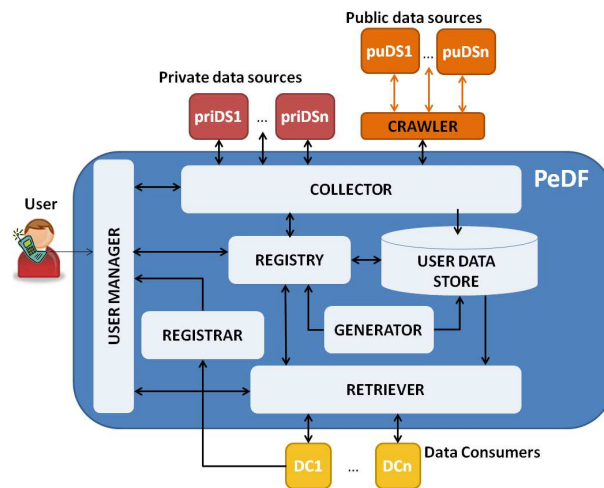 Public data sources
puDS1 ... puDSn
Private data sources
priDS1 ... priDSn
CRAWLER
PeDF
COLLECTOR
User
USER MANAGER
REGISTRY
USER DATA
STORE
REGISTRAR
GENERATOR
RETRIEVER
DC1 ... DCn
Data Consumers